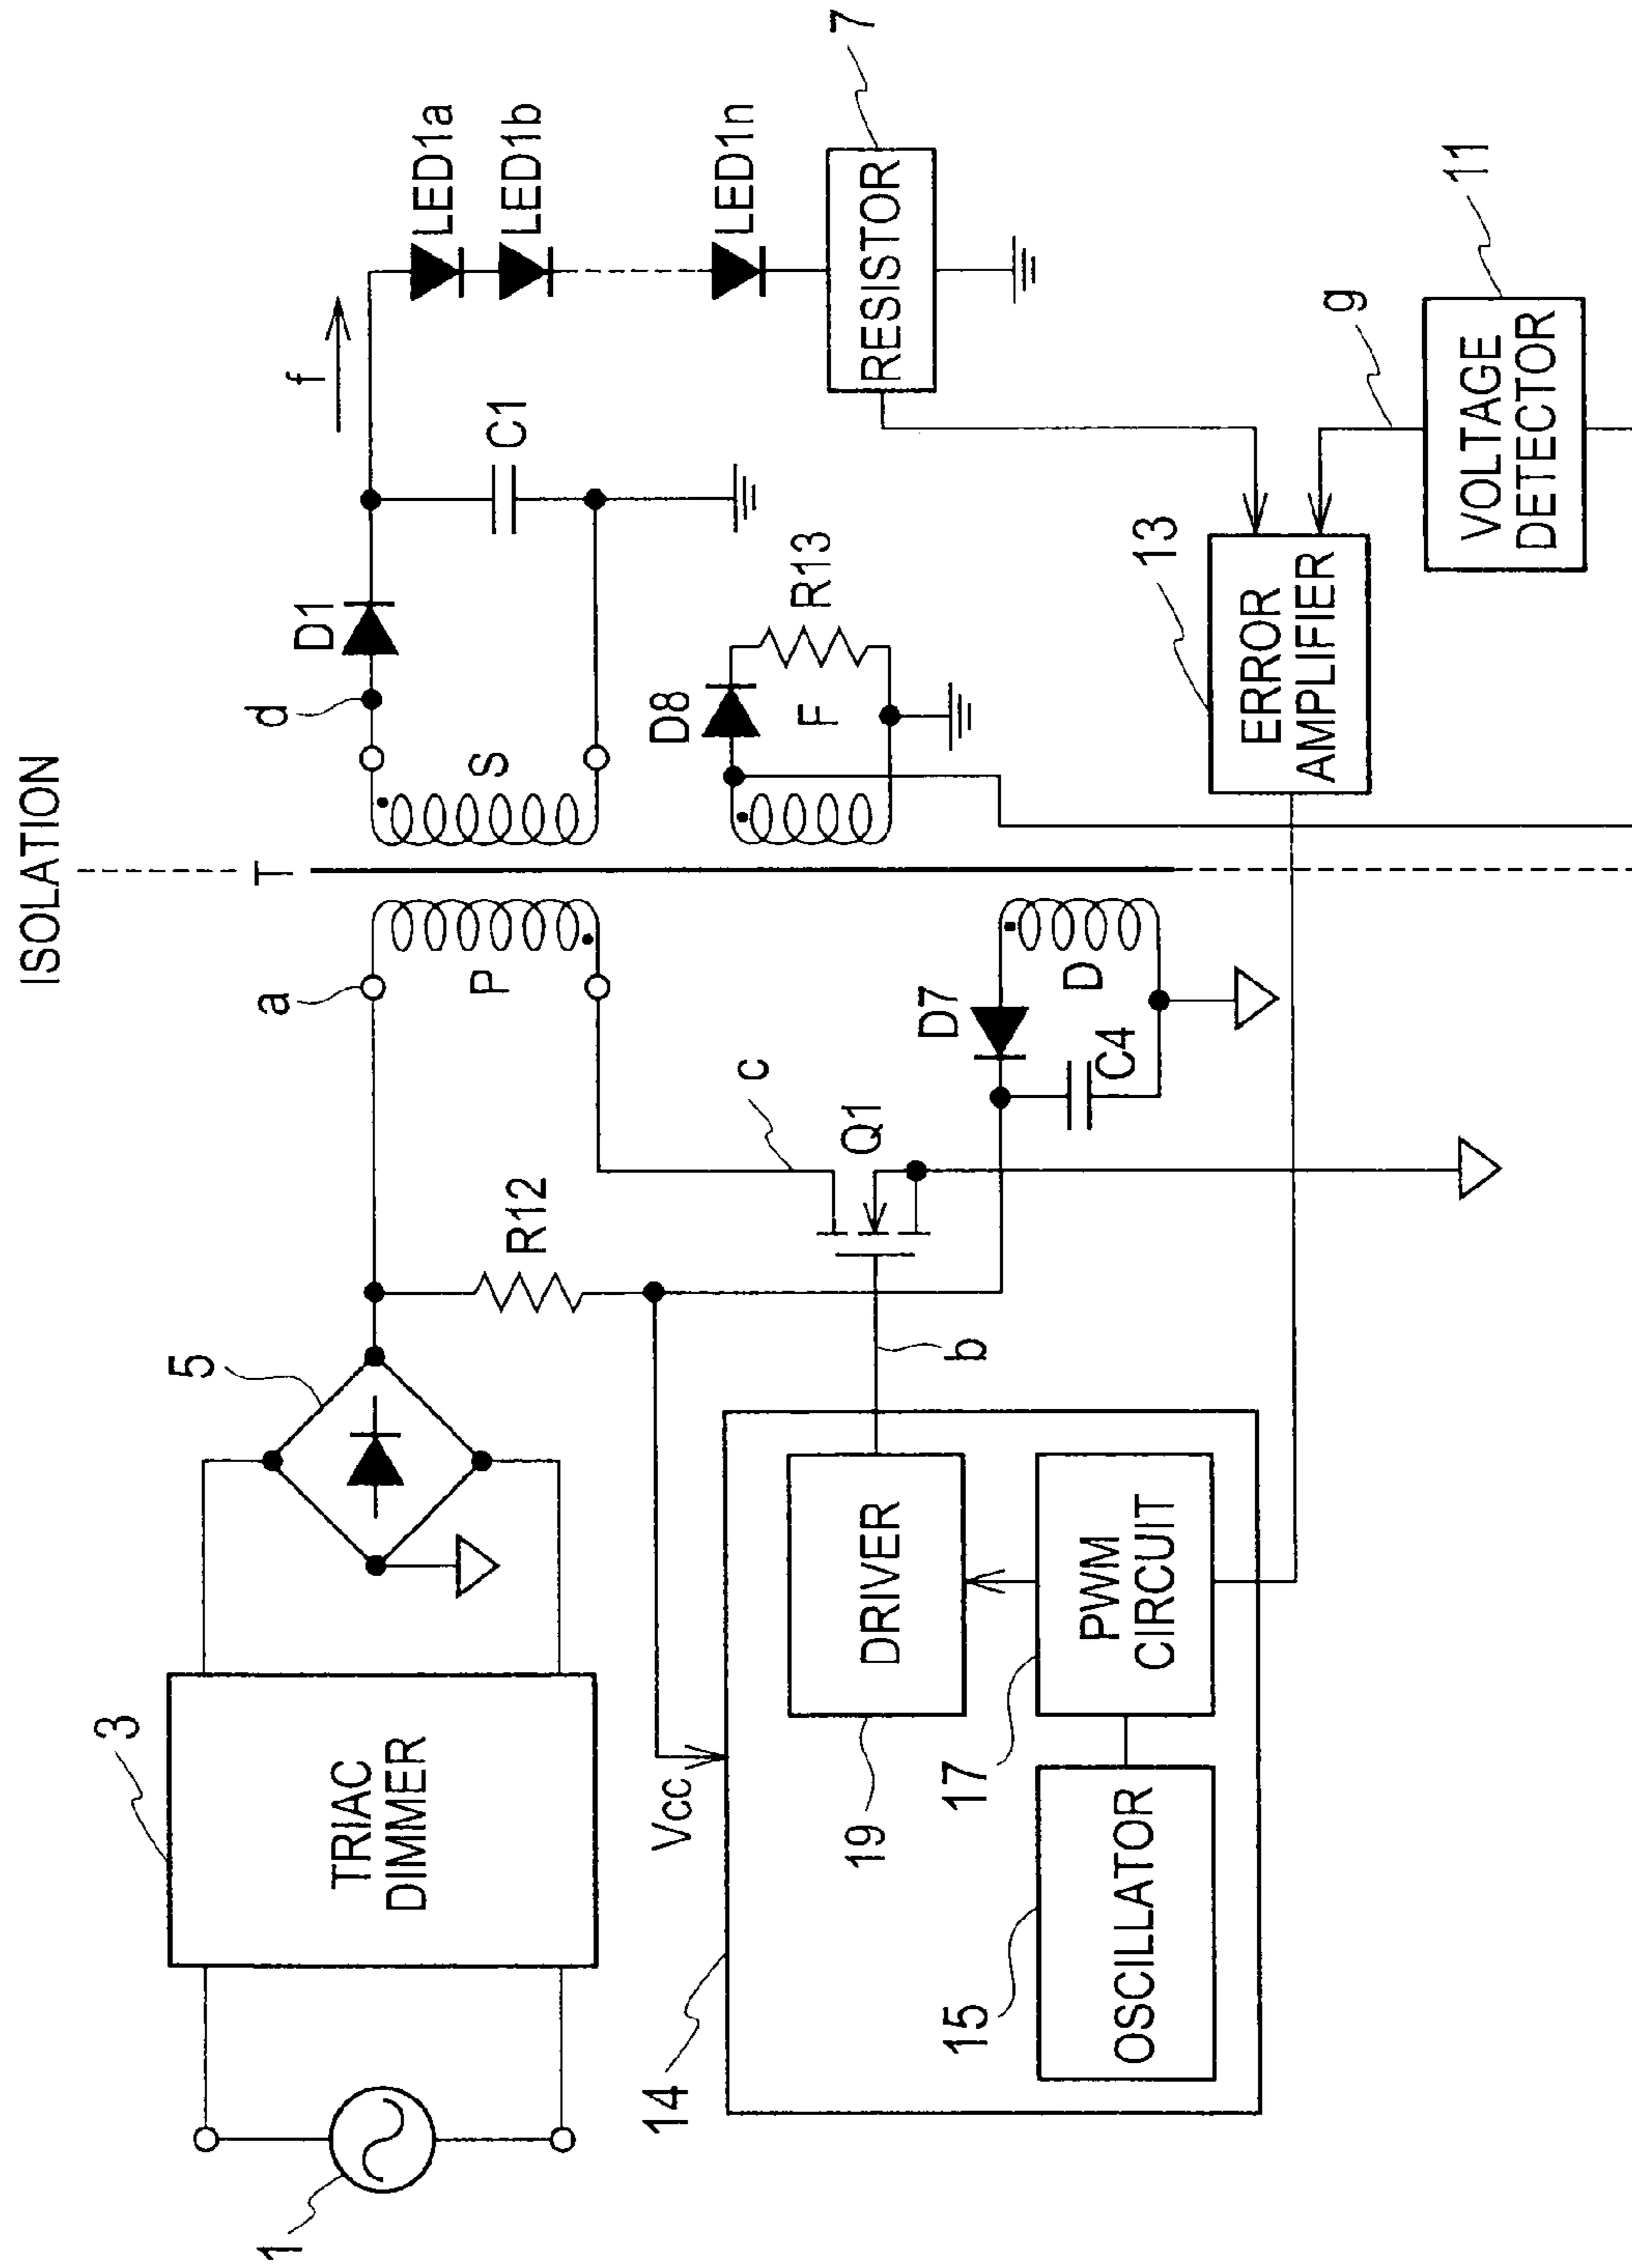 ISOLATION
T
1
3
TRIAC
DIMMER
5
a
P
S
d
D1
f
C1
LED1a
LED1b
LED1n
R12
Vcc
c
Q1
b
D7
C4
D
D8
F
R13
RESISTOR
7
14
DRIVER
19
PWM
CIRCUIT
17
OSCILLATOR
15
13
ERROR
AMPLIFIER
g
11
VOLTAGE
DETECTOR